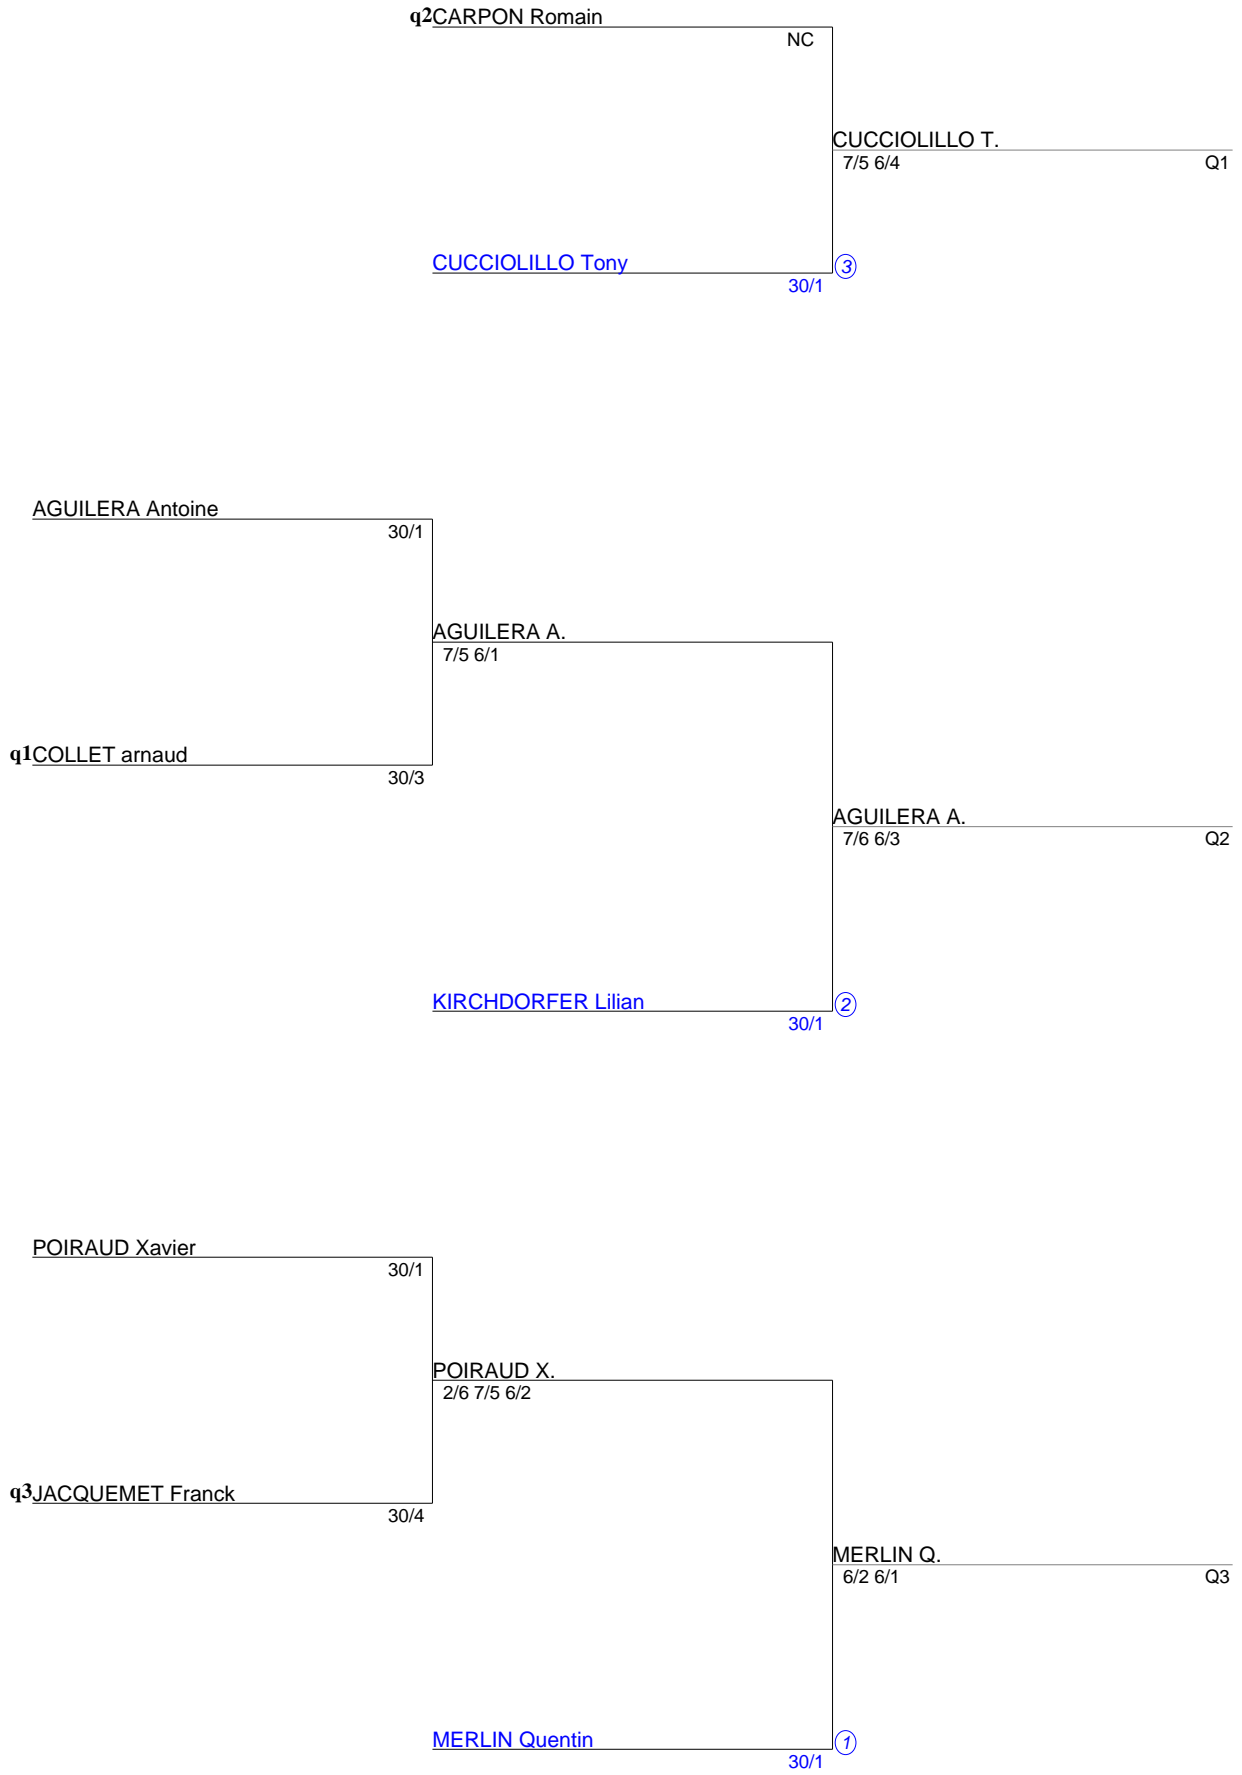 q2CARPON Romain
NC
CUCCIOLILLO T.
7/5 6/4 Q1
CUCCIOLILLO Tony 3
30/1
AGUILERA Antoine
30/1
AGUILERA A.
7/5 6/1
q1COLLET arnaud
30/3
AGUILERA A.
7/6 6/3 Q2
KIRCHDORFER Lilian 2
30/1
POIRAUD Xavier
30/1
POIRAUD X.
2/6 7/5 6/2
q3JACQUEMET Franck
30/4
MERLIN Q.
6/2 6/1 Q3
MERLIN Quentin 1
30/1